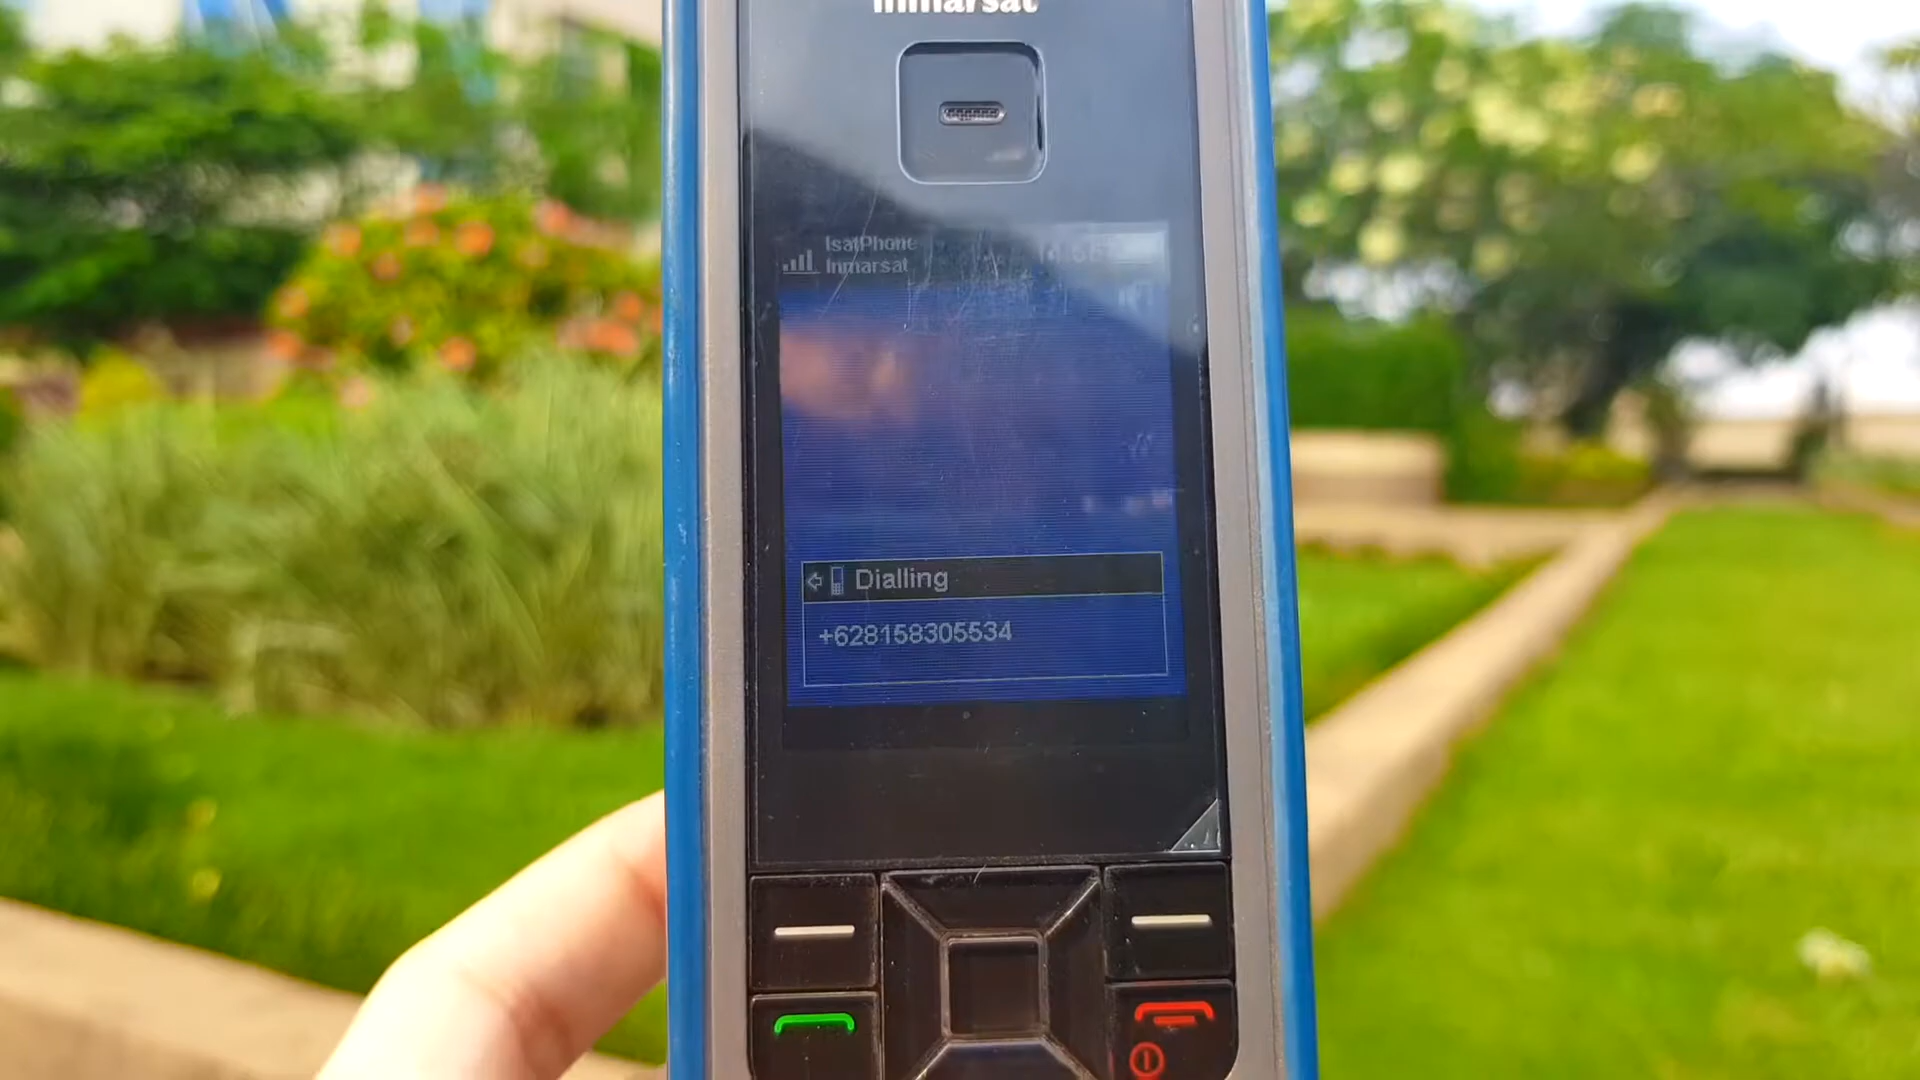 inmarsat
IsatPhone
Inmarsat
Dialling
+628158305534